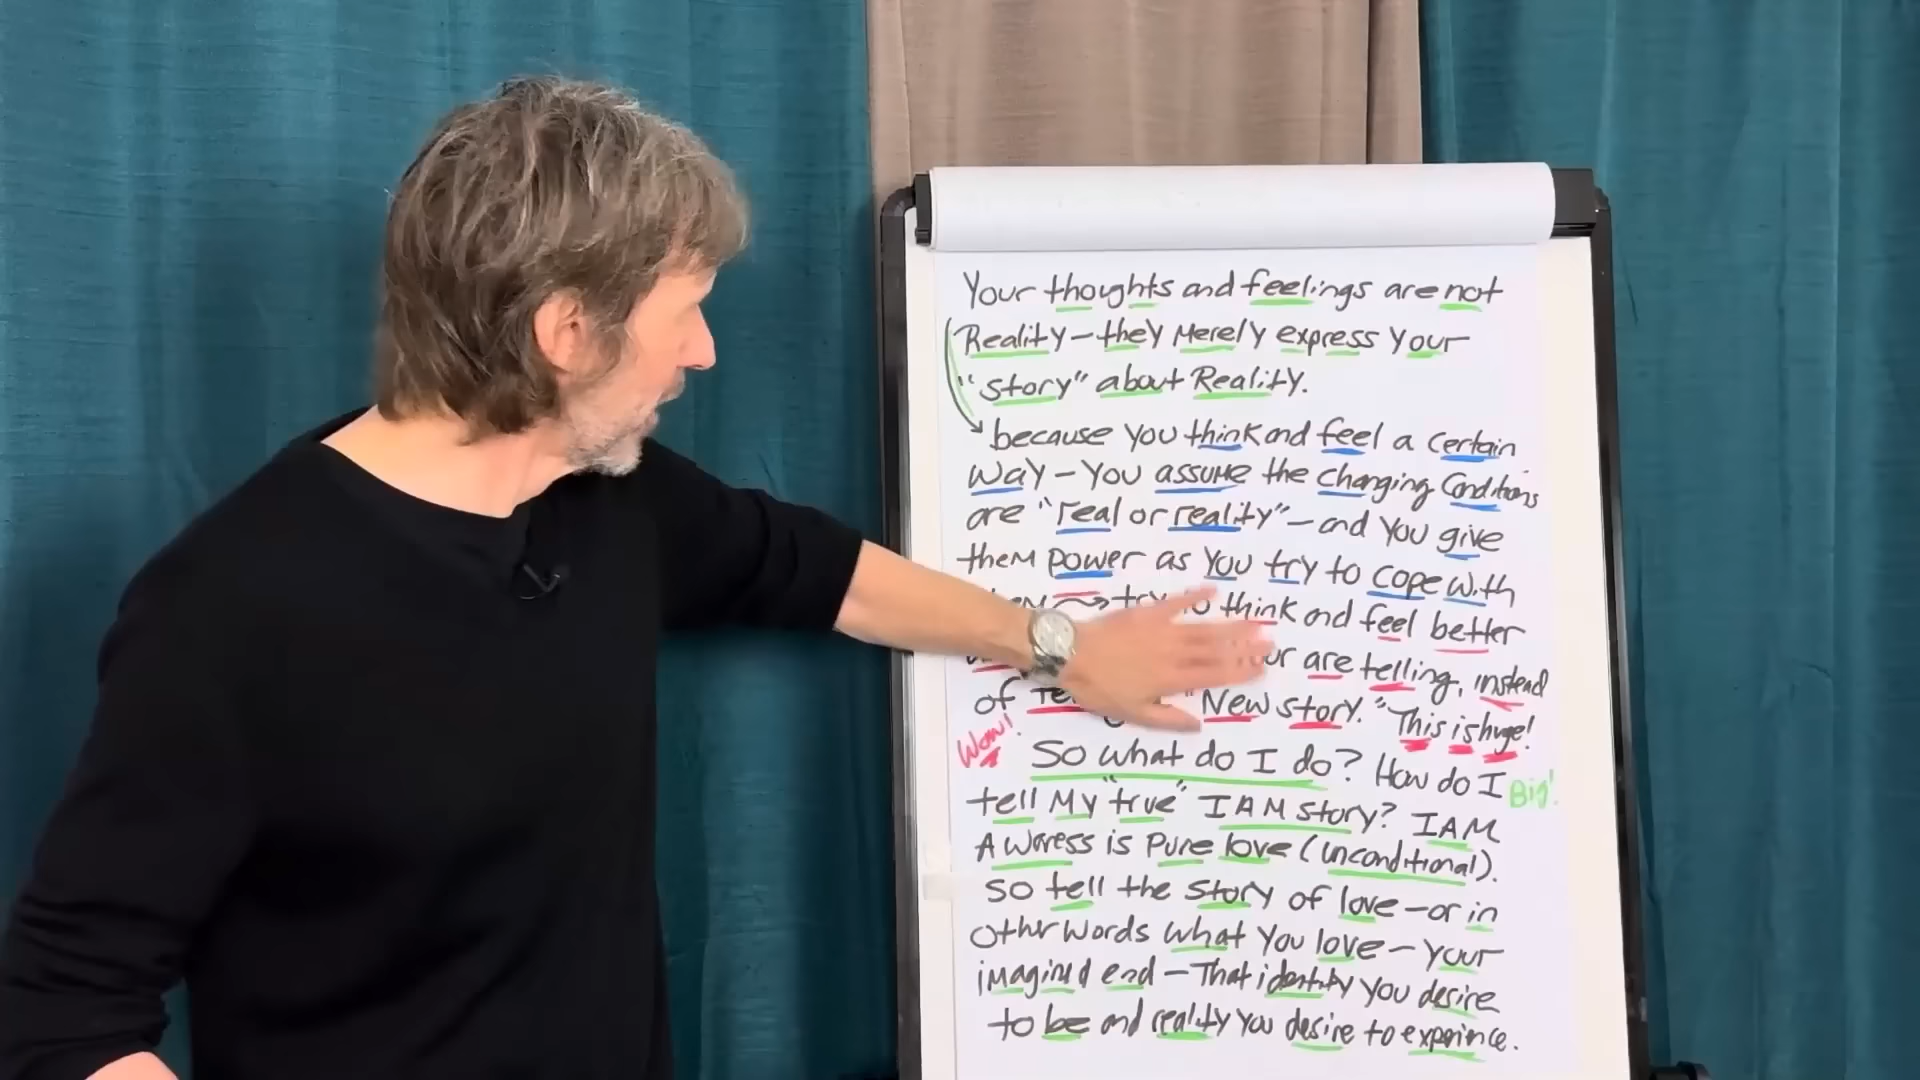 Your thoughts and feelings are not
Reality – they Merely express your
"story" about Reality.
because you think and feel a certain
way – you assume the changing conditions
are "real or reality" – and you give
them power as you try to cope with
try to think and feel better
are telling, instead
of "New story." This is huge!
Wow!
So what do I do? How do I
Big!
tell My "true" I AM story? I AM
Awaress is Pure love (unconditional).
So tell the story of love – or in
other words what you love – your
imagined end – That identity you desire
to be and reality you desire to exprince.